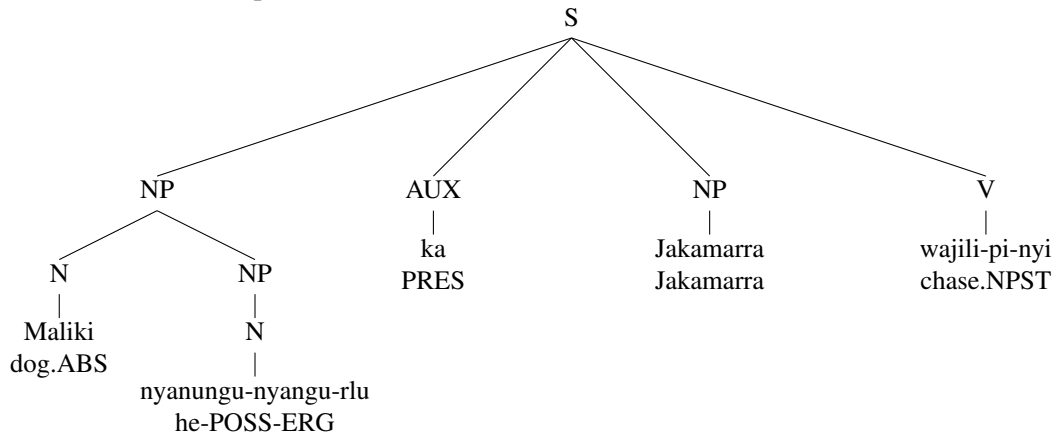 S
NP AUX NP V
ka Jakamarra wajili-pi-nyi
N NP PRES Jakamarra chase.NPST
Maliki N
dog.ABS
nyanungu-nyangu-rlu
he-POSS-ERG